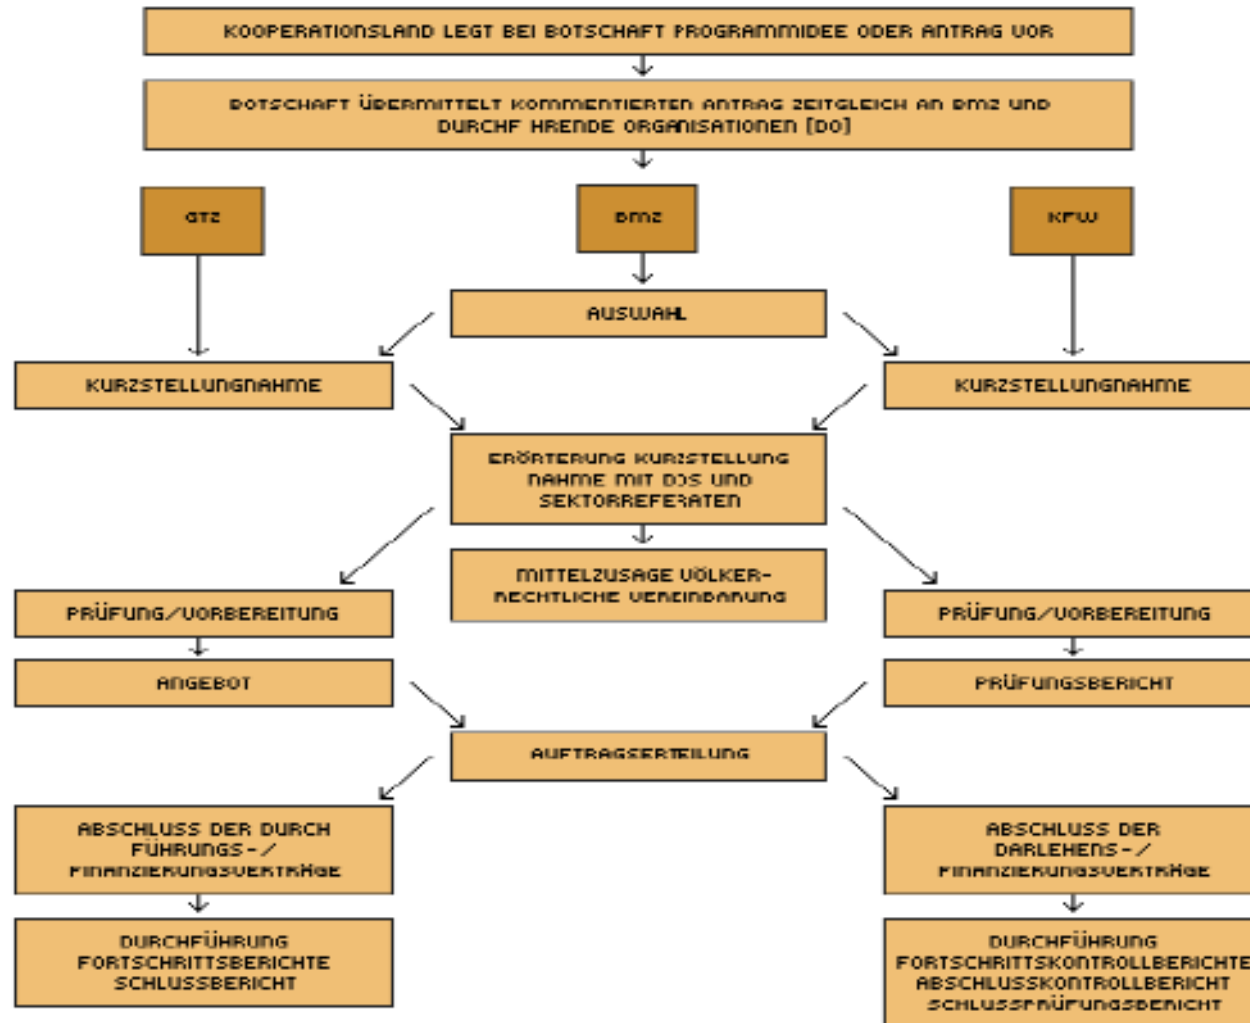 KOOPERATIONSLAND LEGT BEI BOTSCHAFT PROGRAMMIDEE ODER ANTRAG VOR
BOTSCHAFT ÜBERMITTELT KOMMENTIERTEN ANTRAG ZEITGLEICH AN BMZ UND
DURCHF HRENDE ORGANISATIONEN [DO]
GTZ
BMZ
KFW
AUSWAHL
KURZSTELLUNGNAHME
KURZSTELLUNGNAHME
ERÖRTERUNG KURZSTELLUNG
NAHME MIT DOS UND
SEKTORREFERATEN
MITTELZUSAGE VÖLKER-
RECHTLICHE VEREINBARUNG
PRÜFUNG/VORBEREITUNG
PRÜFUNG/VORBEREITUNG
ANGEBOT
PRÜFUNGSBERICHT
AUFTRAGSERTEILUNG
ABSCHLUSS DER DURCH
FÜHRUNGS-/
FINANZIERUNGSVERTRÄGE
ABSCHLUSS DER
DARLEHENS-/
FINANZIERUNGSVERTRÄGE
DURCHFÜHRUNG
FORTSCHRITTSBERICHTE
SCHLUSSBERICHT
DURCHFÜHRUNG
FORTSCHRITTSKONTROLLBERICHTE
ABSCHLUSSKONTROLLBERICHT
SCHLUSSPRÜFUNGSBERICHT